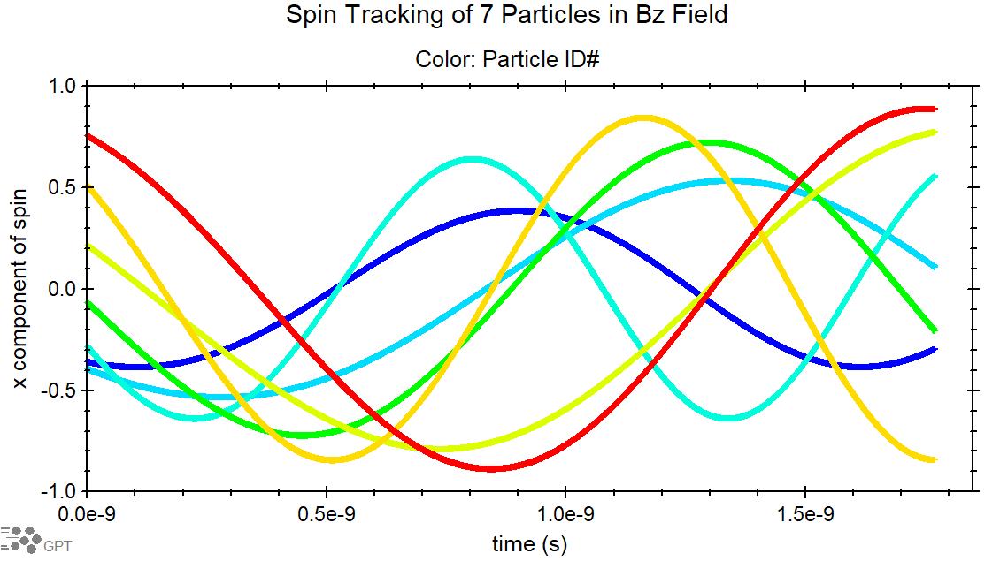 Spin Tracking of 7 Particles in Bz Field
Color: Particle ID#
x component of spin
1.0
0.5
0.0
-0.5
-1.0
0.0e-9 0.5e-9 1.0e-9 1.5e-9
time (s)
GPT